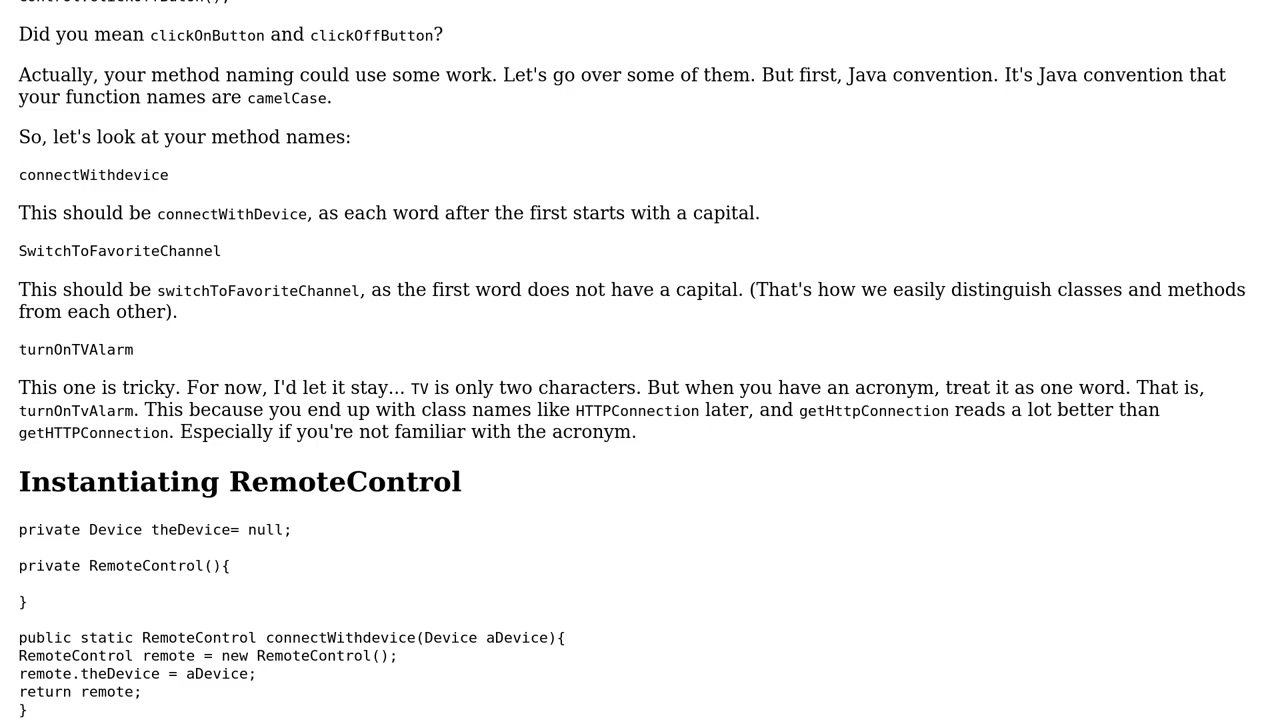 Did you mean clickOnButton and clickOffButton?
Actually, your method naming could use some work. Let's go over some of them. But first, Java convention. It's Java convention that
your function names are camelCase.
So, let's look at your method names:
connectWithdevice
This should be connectWithDevice, as each word after the first starts with a capital.
SwitchToFavoriteChannel
This should be switchToFavoriteChannel, as the first word does not have a capital. (That's how we easily distinguish classes and methods
from each other).
turnOnTVAlarm
This one is tricky. For now, I'd let it stay... TV is only two characters. But when you have an acronym, treat it as one word. That is,
turnOnTvAlarm. This because you end up with class names like HTTPConnection later, and getHttpConnection reads a lot better than
getHTTPConnection. Especially if you're not familiar with the acronym.
Instantiating RemoteControl
private Device theDevice= null;
private RemoteControl(){
}
public static RemoteControl connectWithdevice(Device aDevice){
RemoteControl remote = new RemoteControl();
remote.theDevice = aDevice;
return remote;
}